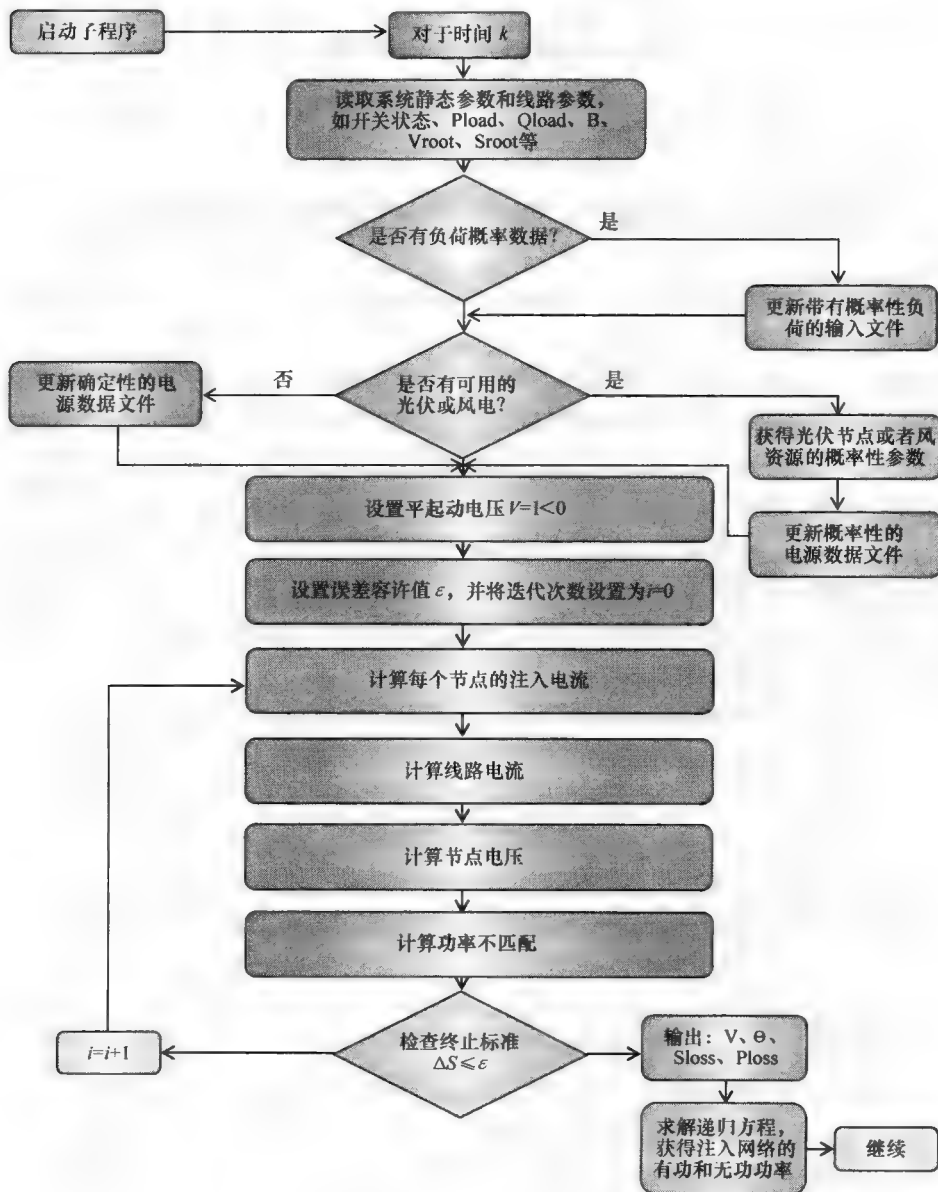 启动子程序
对于时间 k
读取系统静态参数和线路参数,
如开关状态、Pload、Qload、B、
Vroot、Sroot等
是否有负荷概率数据?
是
更新带有概率性负
荷的输入文件
更新确定性的电
源数据文件
否
是否有可用的
光伏或风电?
是
获得光伏节点或者风
资源的概率性参数
设置平起动电压 V=1<0
更新概率性的
电源数据文件
设置误差容许值 ε，并将迭代次数设置为i=0
计算每个节点的注入电流
计算线路电流
计算节点电压
计算功率不匹配
i=i+1
检查终止标准
ΔS≤ε
输出：V、Θ、
Sloss、Ploss
求解递归方程,
获得注入网络的
有功和无功功率
继续